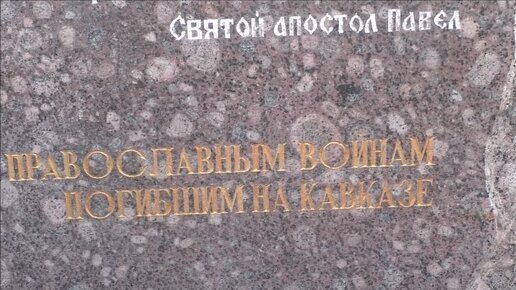 Святой апостол Павел
ПРАВОСЛАВНЫМ ВОИНАМ
ПОГИБШИМ НА КАВКАЗЕ